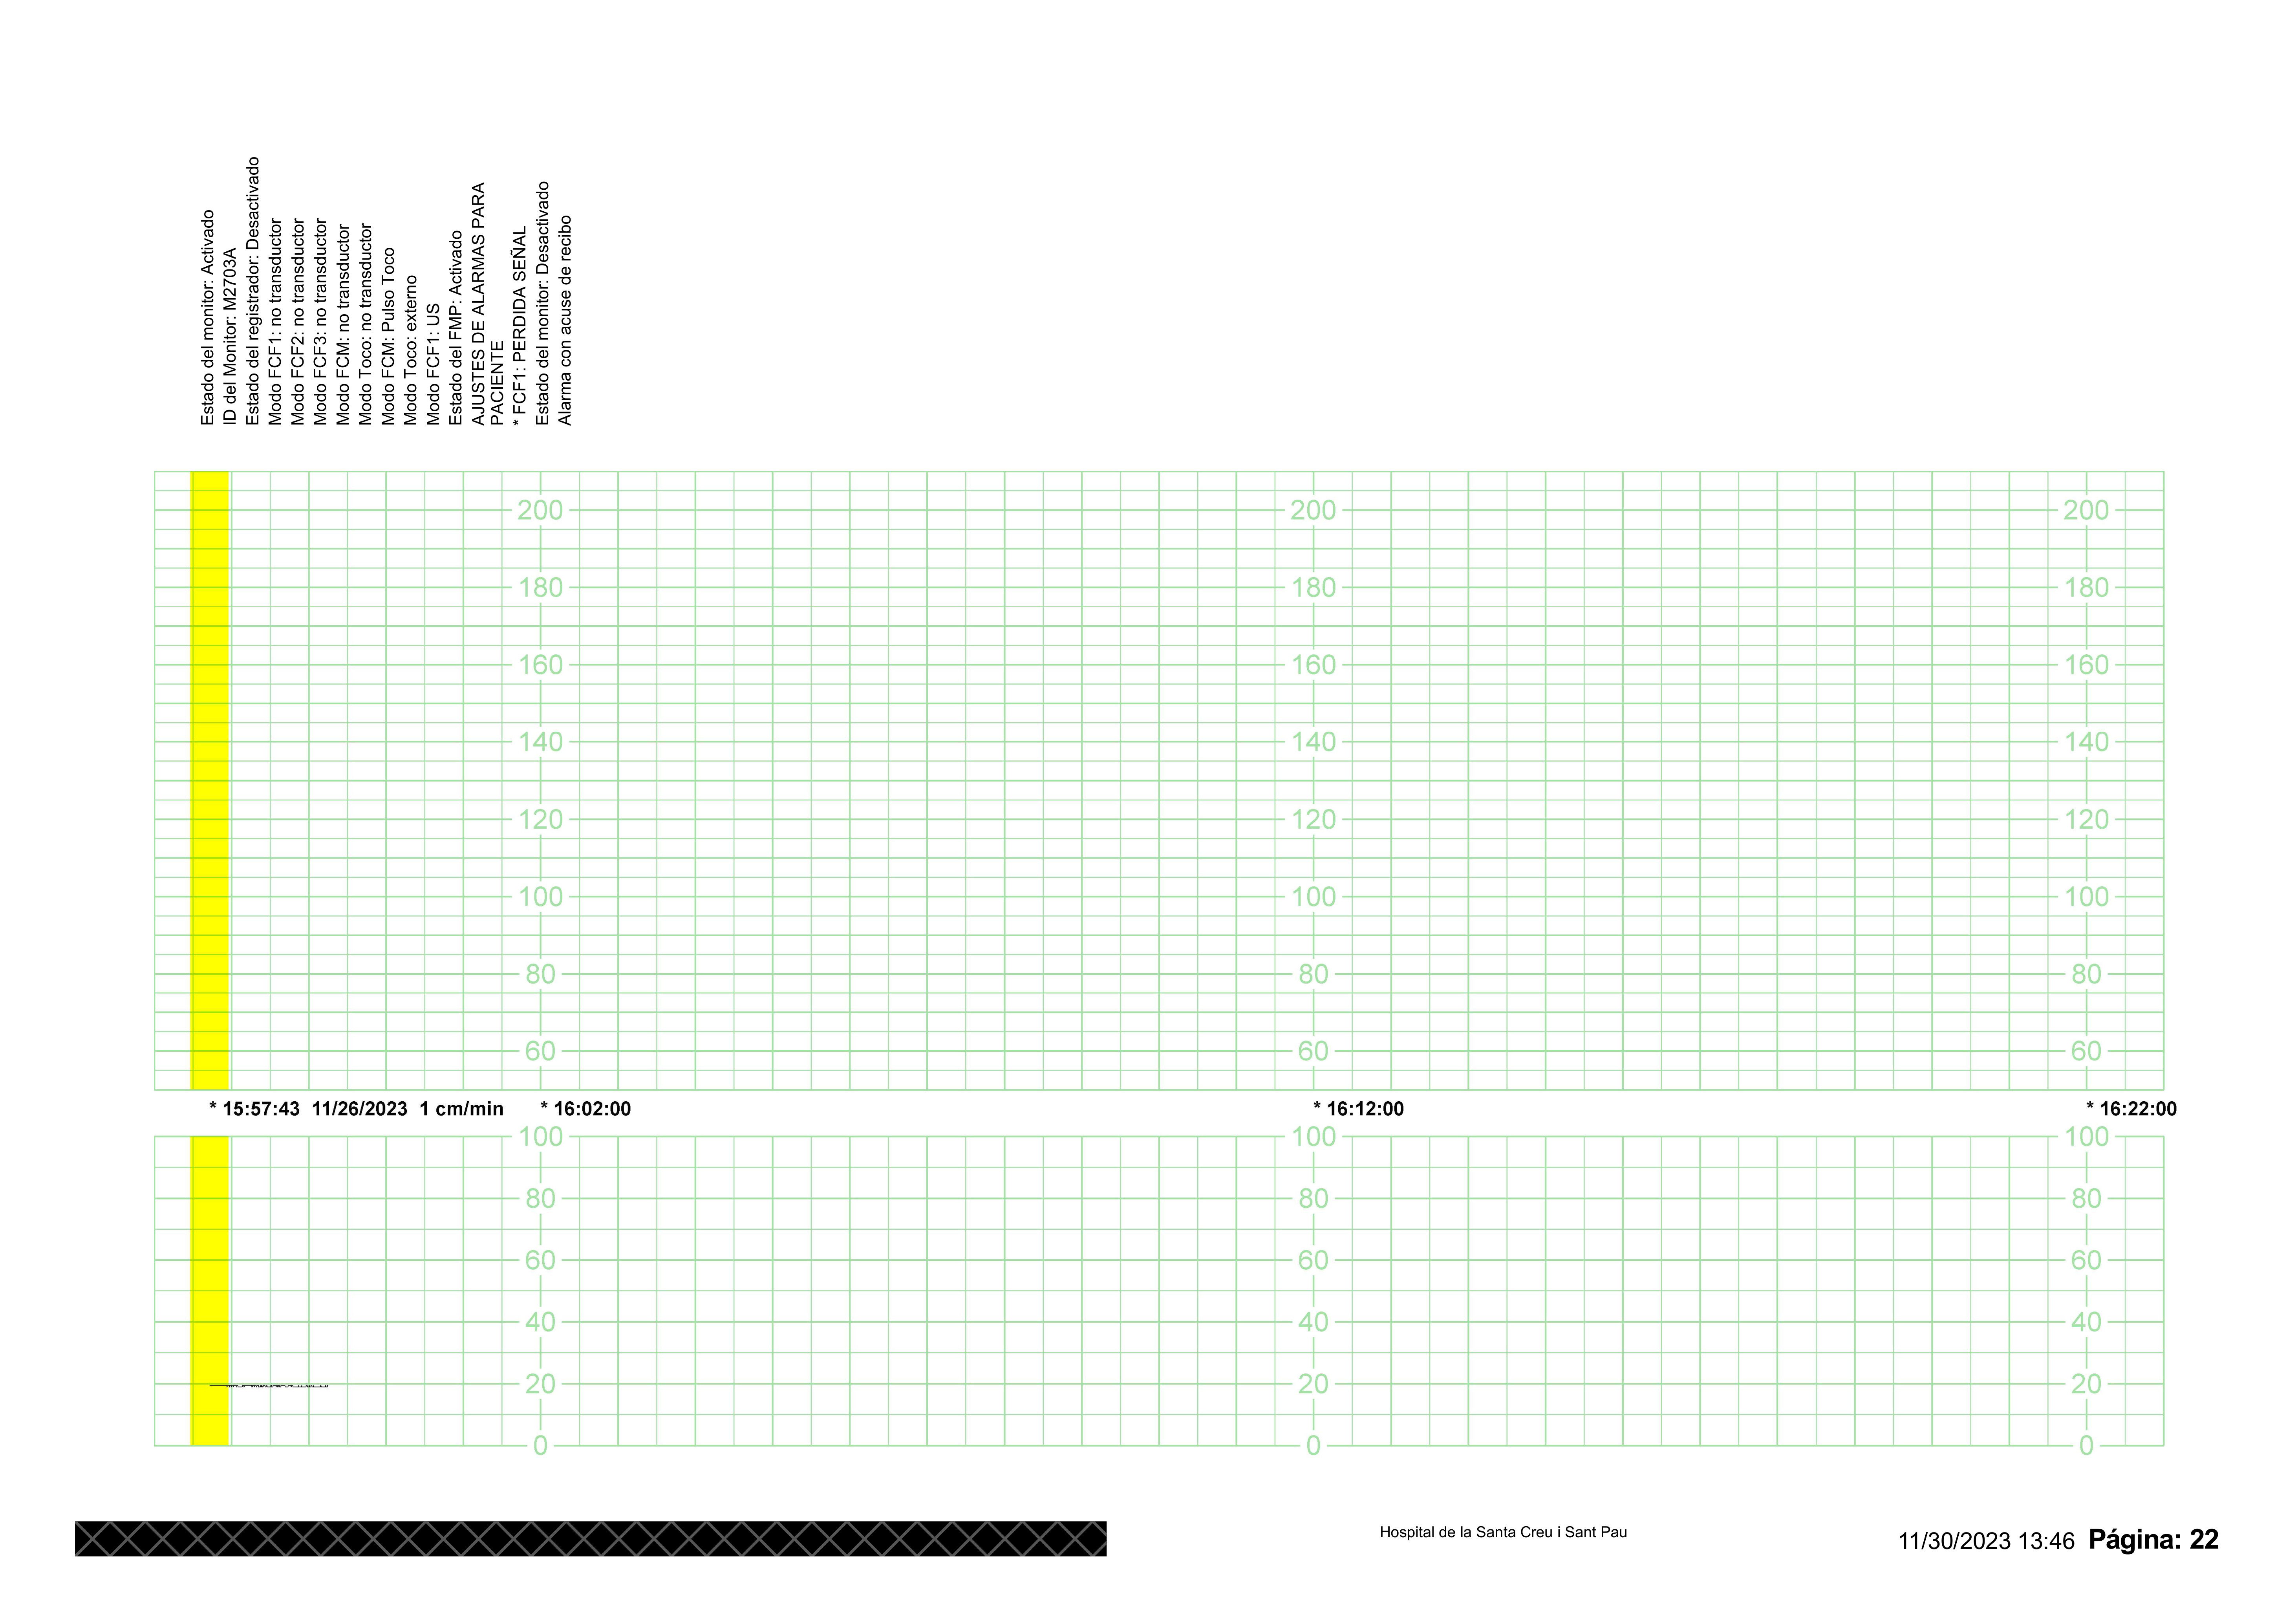 Estado del monitor: Activado
ID del Monitor: M2703A
Estado del registrador: Desactivado
Modo FCF1: no transductor
Modo FCF2: no transductor
Modo FCF3: no transductor
Modo FCM: no transductor
Modo Toco: no transductor
Modo FCM: Pulso Toco
Modo Toco: externo
Modo FCF1: US
Estado del FMP: Activado
AJUSTES DE ALARMAS PARA
PACIENTE
* FCF1: PERDIDA SEÑAL
Estado del monitor: Desactivado
Alarma con acuse de recibo
200 200 200
180 180 180
160 160 160
140 140 140
120 120 120
100 100 100
80 80 80
60 60 60
* 15:57:43 11/26/2023 1 cm/min * 16:02:00 * 16:12:00 * 16:22:00
100 100 100
80 80 80
60 60 60
40 40 40
20 20 20
0 0 0
Hospital de la Santa Creu i Sant Pau
11/30/2023 13:46 Página: 22